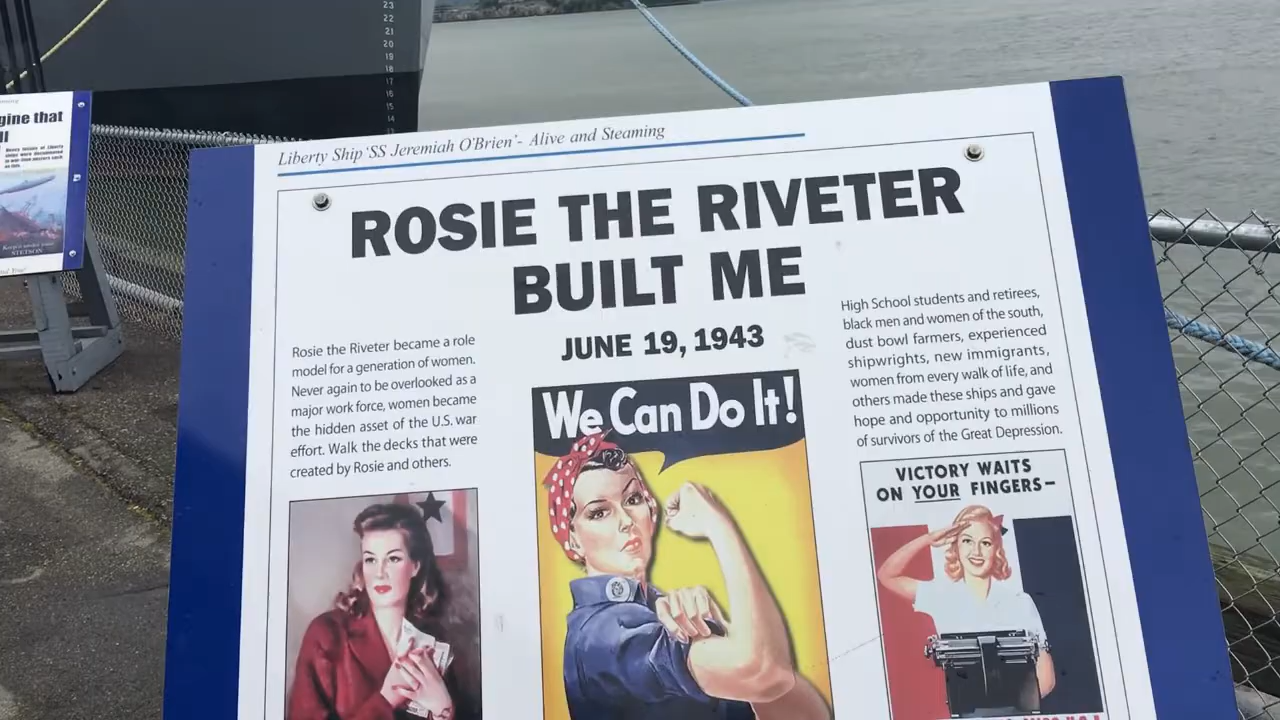 23
22
21
20
19
18
17
16
15
14
gine that
ll
STETSON
Liberty Ship 'SS Jeremiah O'Brien'- Alive and Steaming
ROSIE THE RIVETER
BUILT ME
JUNE 19, 1943
Rosie the Riveter became a role
model for a generation of women.
Never again to be overlooked as a
major work force, women became
the hidden asset of the U.S. war
effort. Walk the decks that were
created by Rosie and others.
We Can Do It!
High School students and retirees,
black men and women of the south,
dust bowl farmers, experienced
shipwrights, new immigrants,
women from every walk of life, and
others made these ships and gave
hope and opportunity to millions
of survivors of the Great Depression.
VICTORY WAITS
ON YOUR FINGERS-